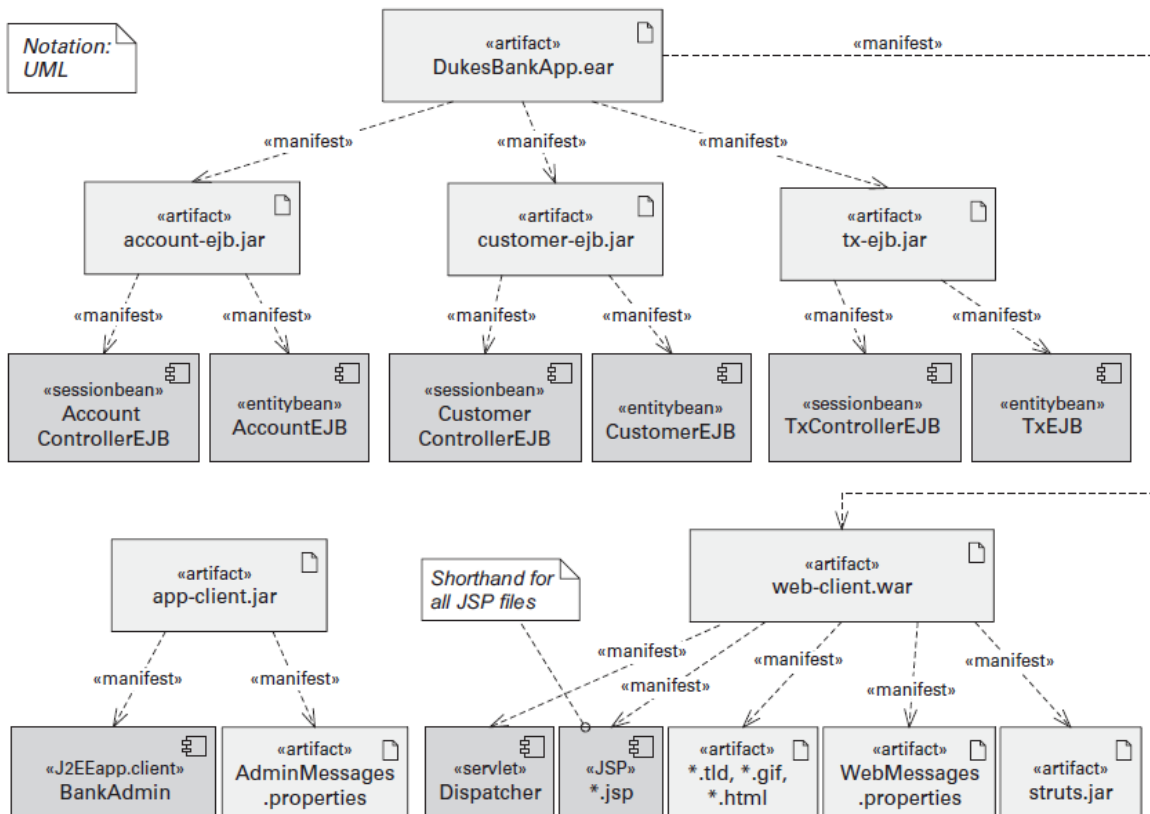 Notation:
UML
«artifact»
DukesBankApp.ear
«manifest»
«manifest»
«manifest»
«manifest»
«artifact»
account-ejb.jar
«artifact»
customer-ejb.jar
«artifact»
tx-ejb.jar
«manifest»
«manifest»
«manifest»
«manifest»
«manifest»
«manifest»
«sessionbean»
Account
ControllerEJB
«entitybean»
AccountEJB
«sessionbean»
Customer
ControllerEJB
«entitybean»
CustomerEJB
«sessionbean»
TxControllerEJB
«entitybean»
TxEJB
«artifact»
app-client.jar
Shorthand for
all JSP files
«artifact»
web-client.war
«manifest»
«manifest»
«manifest»
«manifest»
«manifest»
«manifest»
«manifest»
«J2EEapp.client»
BankAdmin
«artifact»
AdminMessages
.properties
«servlet»
Dispatcher
«JSP»
*.jsp
«artifact»
*.tld, *.gif,
*.html
«artifact»
WebMessages
.properties
«artifact»
struts.jar